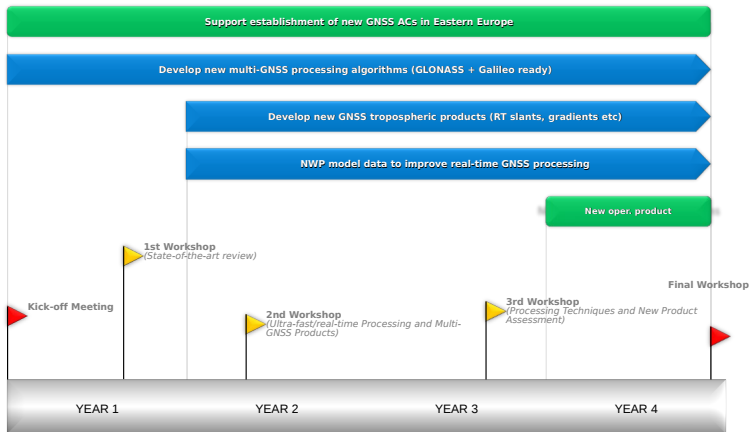 Support establishment of new GNSS ACs in Eastern Europe
Develop new multi-GNSS processing algorithms (GLONASS + Galileo ready)
Develop new GNSS tropospheric products (RT slants, gradients etc)
NWP model data to improve real-time GNSS processing
New oper. product
1st Workshop
(State-of-the-art review)
Final Workshop
Kick-off Meeting
3rd Workshop
(Processing Techniques and New Product
Assessment)
2nd Workshop
(Ultra-fast/real-time Processing and Multi-
GNSS Products)
YEAR 1
YEAR 2
YEAR 3
YEAR 4